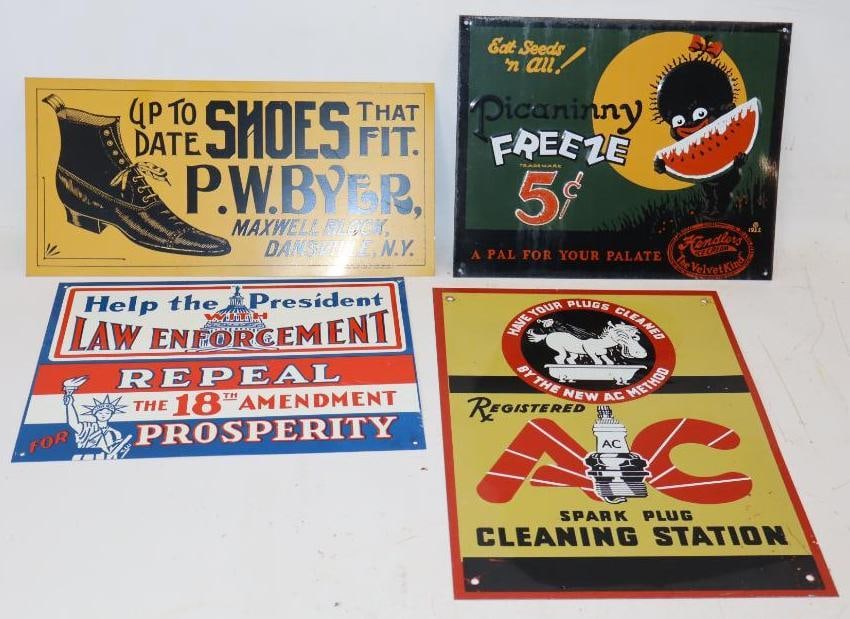 UP TO DATE SHOES THAT FIT.
P.W. BYER,
MAXWELL BLOCK,
DANSVILLE, N.Y.
Eat Seeds
'n All!
Picaninny
FREEZE
TRADEMARK
5¢
A PAL FOR YOUR PALATE
Hendlers
"The Velvet Kind"
© 1922
Help the President
WITH
LAW ENFORCEMENT
REPEAL
THE 18TH AMENDMENT
FOR PROSPERITY
HAVE YOUR PLUGS CLEANED
BY THE NEW AC METHOD
Registered
AC
AC
SPARK PLUG
CLEANING STATION